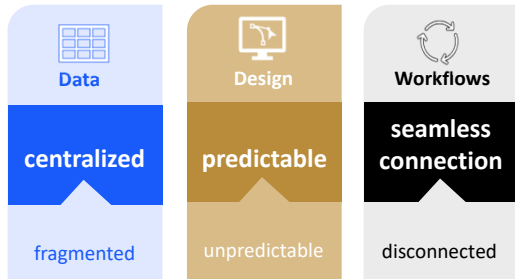 Data
centralized
fragmented
Design
predictable
unpredictable
Workflows
seamless
connection
disconnected